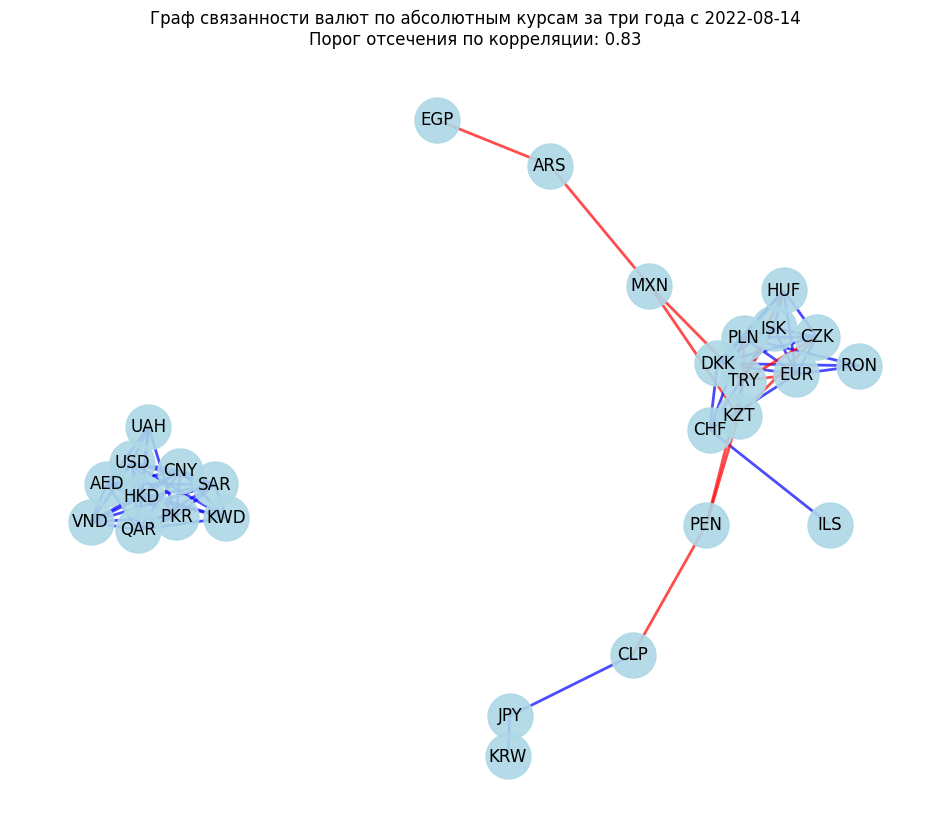 Граф связанности валют по абсолютным курсам за три года с 2022-08-14
Порог отсечения по корреляции: 0.83
EGP
ARS
MXN
HUF
ISK
PLN
CZK
DKK
RON
TRY
EUR
KZT
CHF
UAH
USD
CNY
AED
SAR
HKD
PKR
KWD
VND
QAR
PEN
ILS
CLP
JPY
KRW